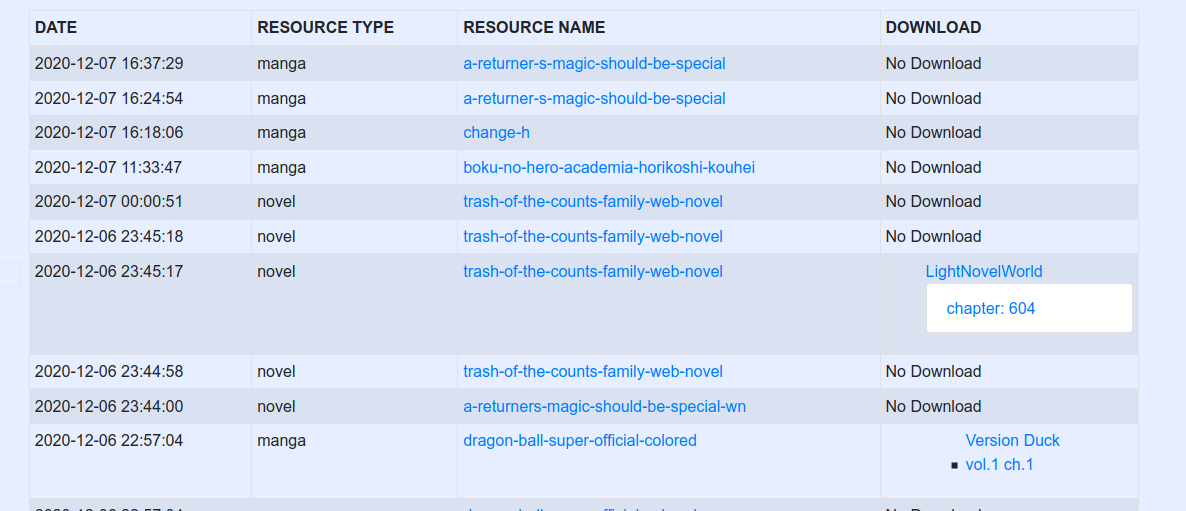 DATE RESOURCE TYPE RESOURCE NAME DOWNLOAD
2020-12-07 16:37:29 manga a-returner-s-magic-should-be-special No Download
2020-12-07 16:24:54 manga a-returner-s-magic-should-be-special No Download
2020-12-07 16:18:06 manga change-h No Download
2020-12-07 11:33:47 manga boku-no-hero-academia-horikoshi-kouhei No Download
2020-12-07 00:00:51 novel trash-of-the-counts-family-web-novel No Download
2020-12-06 23:45:18 novel trash-of-the-counts-family-web-novel No Download
2020-12-06 23:45:17 novel trash-of-the-counts-family-web-novel LightNovelWorld
chapter: 604
2020-12-06 23:44:58 novel trash-of-the-counts-family-web-novel No Download
2020-12-06 23:44:00 novel a-returners-magic-should-be-special-wn No Download
2020-12-06 22:57:04 manga dragon-ball-super-official-colored Version Duck
vol.1 ch.1